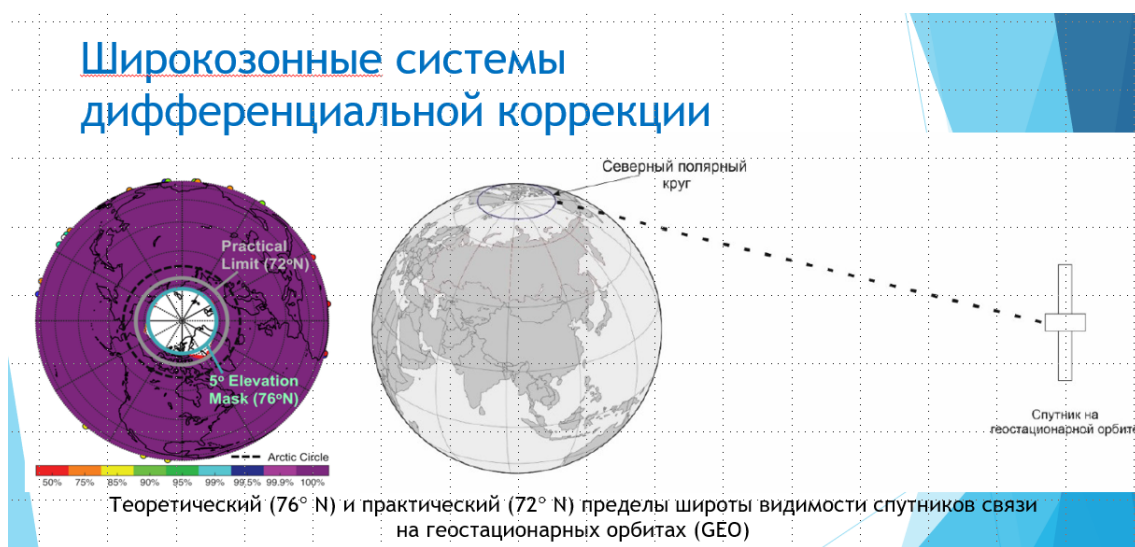 Широкозонные системы
дифференциальной коррекции
Северный полярный
круг
Practical
Limit (72°N)
5° Elevation
Mask (76°N)
Arctic Circle
50% 75% 85% 90% 95% 99% 99.5% 99.9% 100%
Спутник на
геостационарной орбите
Теоретический (76° N) и практический (72° N) пределы широты видимости спутников связи
на геостационарных орбитах (GEO)